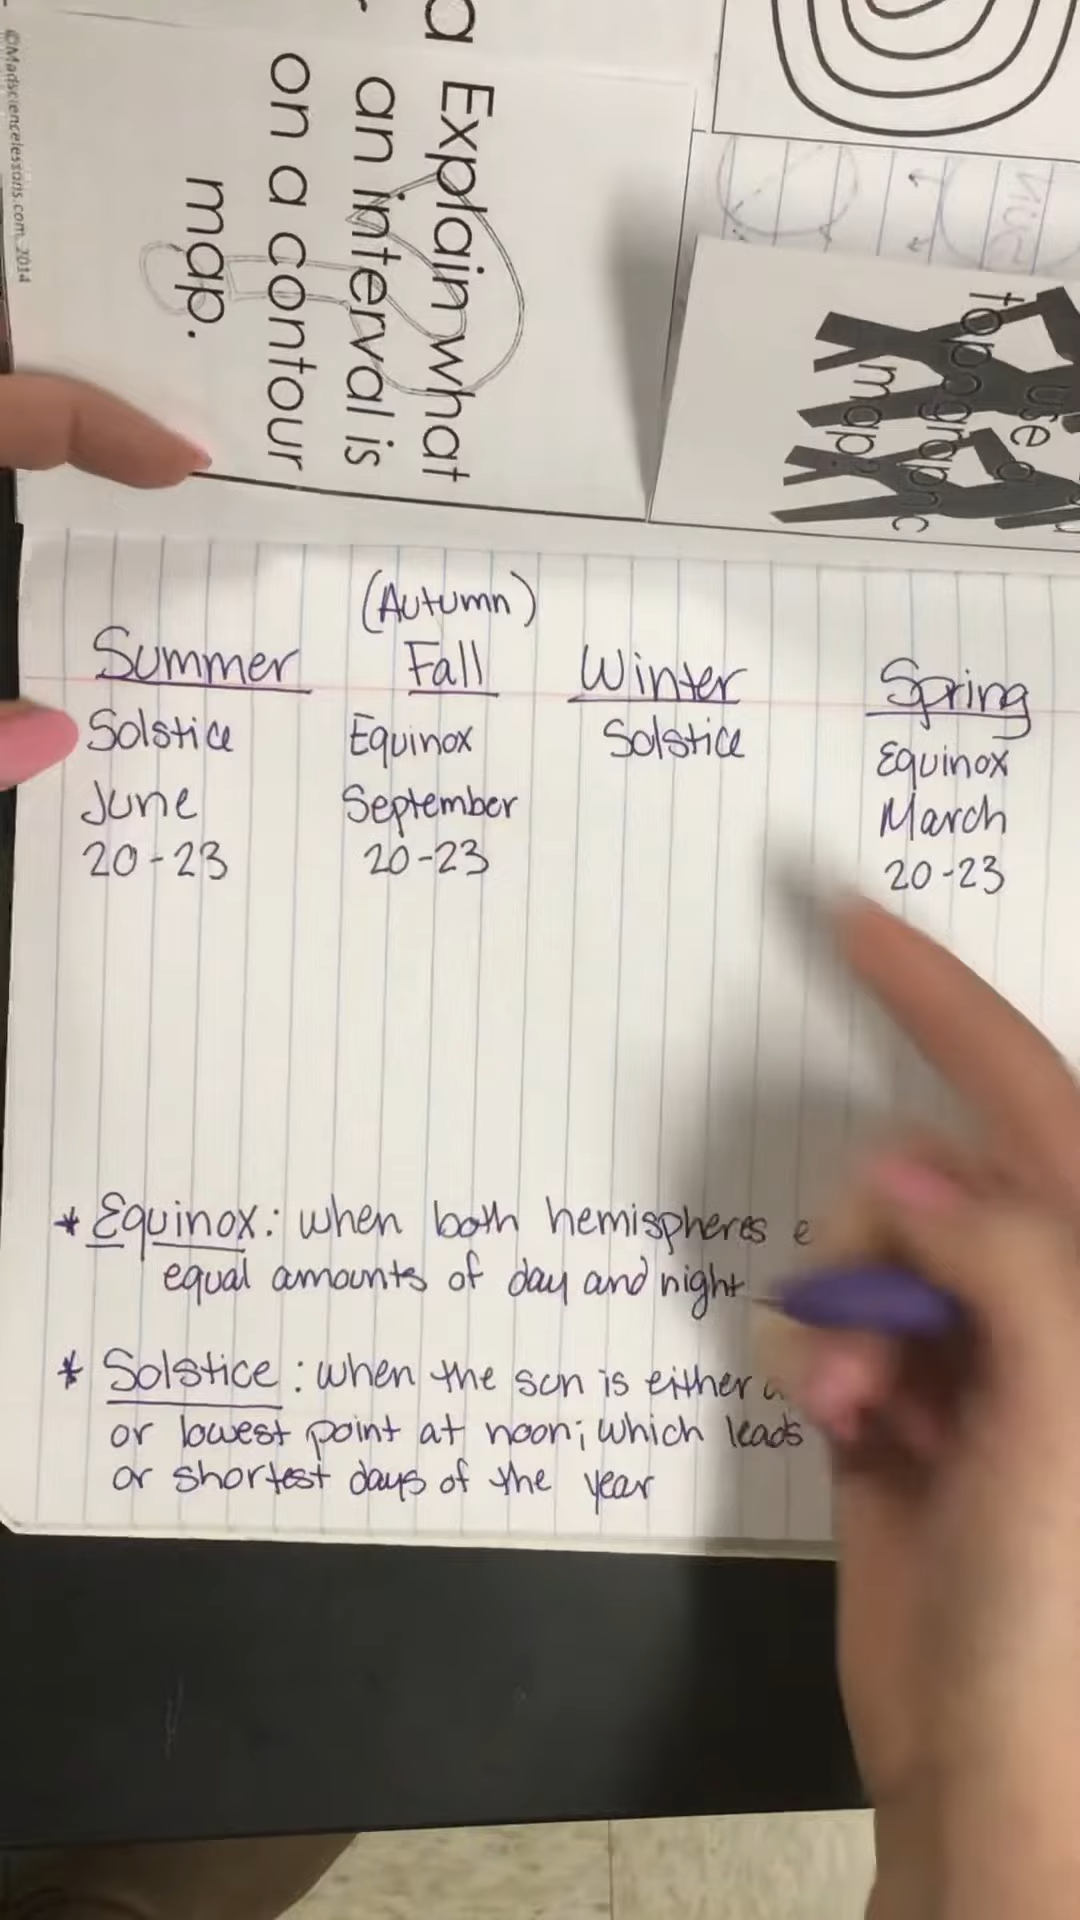 a Explain what
an interval is
on a contour
map.
©Madsciencelessons.com 2014
use a
topographic
map?
(Autumn)
Summer Fall Winter Spring
Solstice Equinox Solstice Equinox
June September March
20-23 20-23 20-23
* Equinox: when both hemispheres e
equal amounts of day and night
* Solstice: when the sun is either a
or lowest point at noon; which leads
or shortest days of the year